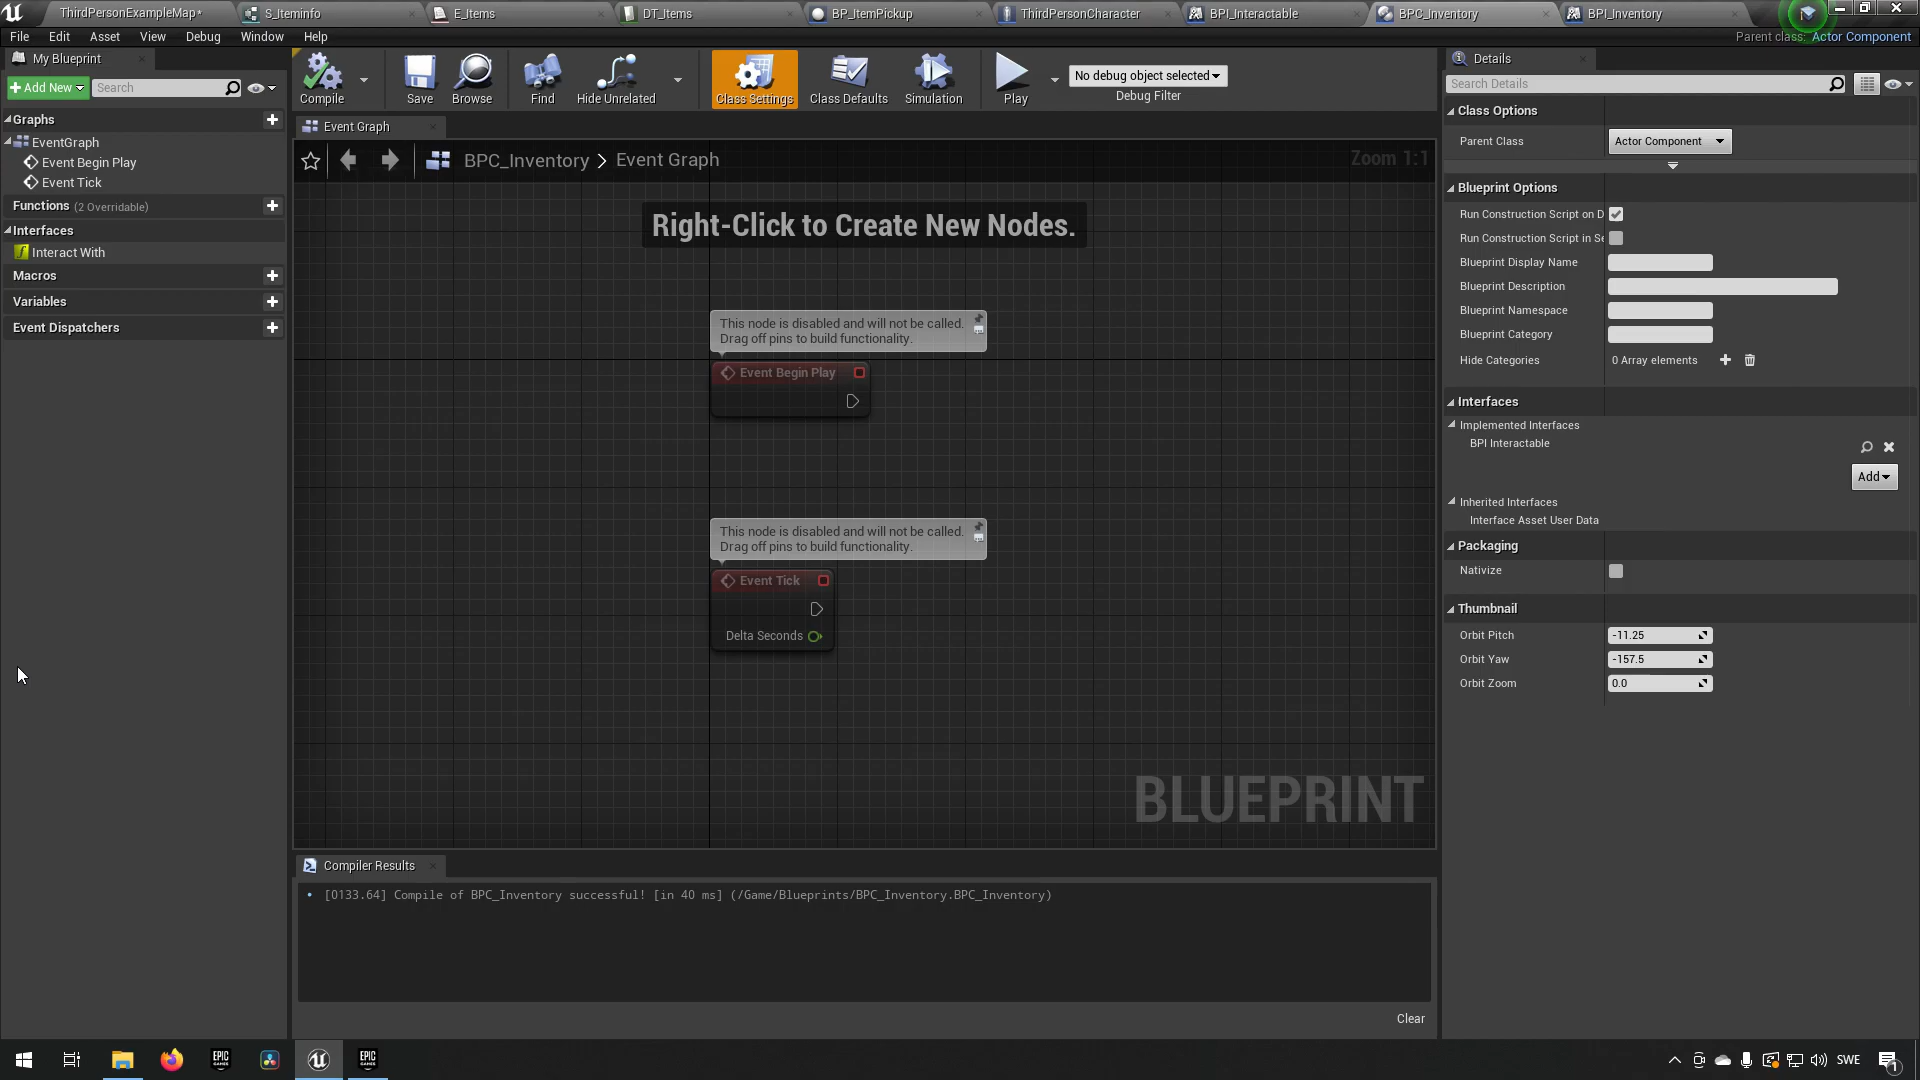 ThirdPersonExampleMap*
S_Iteminfo
E_Items
DT_Items
BP_ItemPickup
ThirdPersonCharacter
BPI_Interactable
BPC_Inventory
BPI_Inventory
File Edit Asset View Debug Window Help
Parent class: Actor Component
My Blueprint
Add New
Search
Graphs
EventGraph
Event Begin Play
Event Tick
Functions (2 Overridable)
Interfaces
Interact With
Macros
Variables
Event Dispatchers
Compile
Save
Browse
Find
Hide Unrelated
Class Settings
Class Defaults
Simulation
Play
No debug object selected
Debug Filter
Event Graph
BPC_Inventory > Event Graph
Zoom 1:1
Right-Click to Create New Nodes.
This node is disabled and will not be called.
Drag off pins to build functionality.
Event Begin Play
This node is disabled and will not be called.
Drag off pins to build functionality.
Event Tick
Delta Seconds
BLUEPRINT
Compiler Results
• [0133.64] Compile of BPC_Inventory successful! [in 40 ms] (/Game/Blueprints/BPC_Inventory.BPC_Inventory)
Clear
Details
Search Details
Class Options
Parent Class
Actor Component
Blueprint Options
Run Construction Script on D
Run Construction Script in Se
Blueprint Display Name
Blueprint Description
Blueprint Namespace
Blueprint Category
Hide Categories
0 Array elements
Interfaces
Implemented Interfaces
BPI Interactable
Add
Inherited Interfaces
Interface Asset User Data
Packaging
Nativize
Thumbnail
Orbit Pitch
-11.25
Orbit Yaw
-157.5
Orbit Zoom
0.0
EPIC
GAMES
EPIC
GAMES
SWE
1